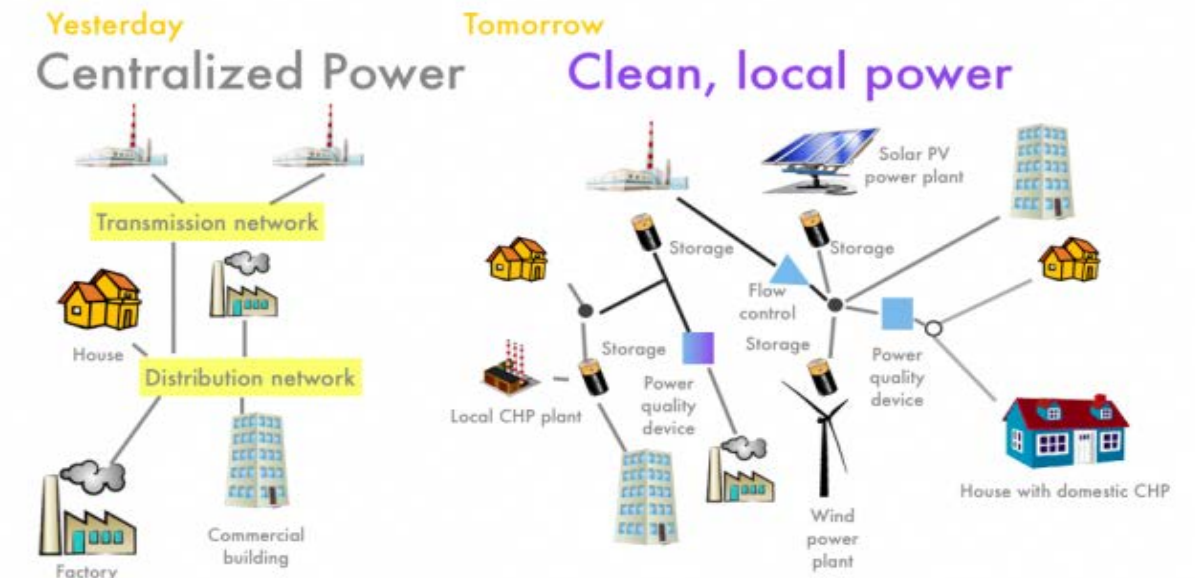 Yesterday
Centralized Power
Transmission network
House
Distribution network
Commercial
building
Factory
Tomorrow
Clean, local power
Solar PV
power plant
Storage
Storage
Flow
control
Storage
Storage
Power
quality
device
Power
quality
device
Local CHP plant
House with domestic CHP
Wind
power
plant